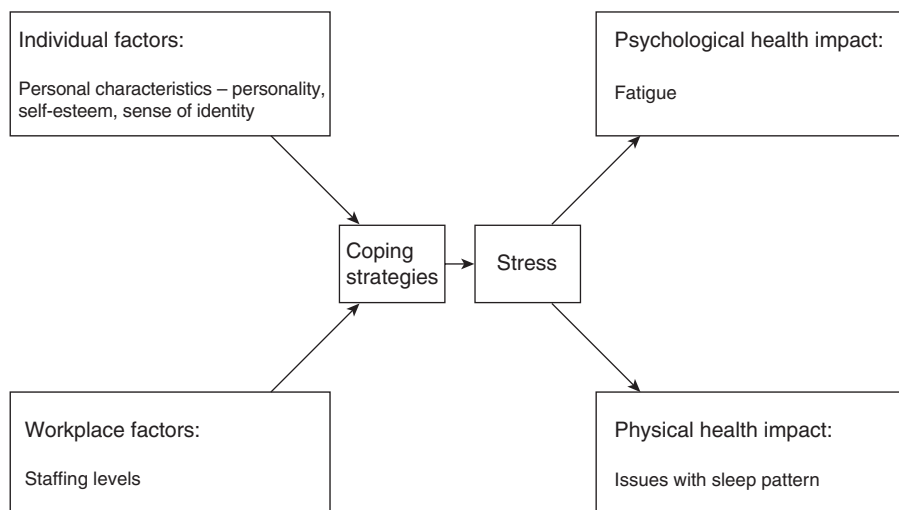 Individual factors:
Personal characteristics – personality,
self-esteem, sense of identity
Psychological health impact:
Fatigue
Coping
strategies
Stress
Workplace factors:
Staffing levels
Physical health impact:
Issues with sleep pattern